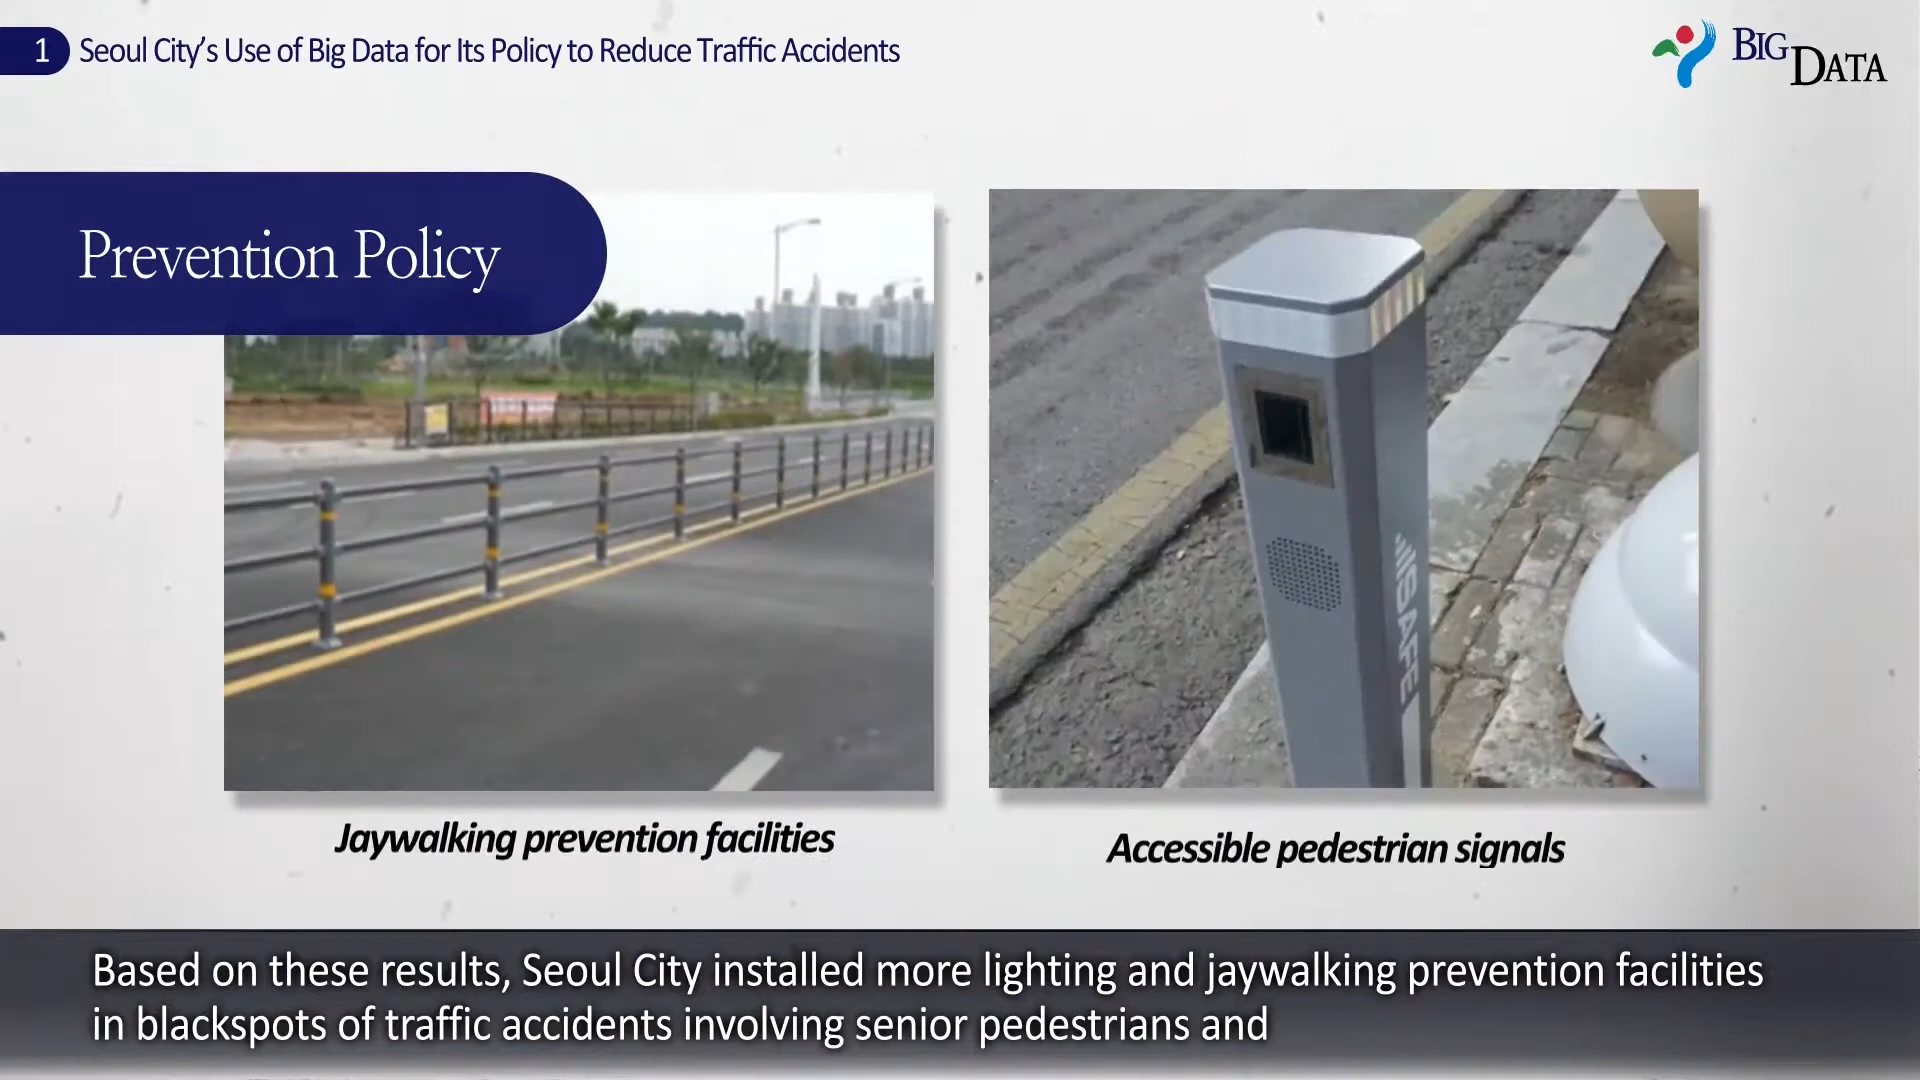 1 Seoul City's Use of Big Data for Its Policy to Reduce Traffic Accidents
BIG DATA
Prevention Policy
SAFE
Jaywalking prevention facilities
Accessible pedestrian signals
Based on these results, Seoul City installed more lighting and jaywalking prevention facilities
in blackspots of traffic accidents involving senior pedestrians and